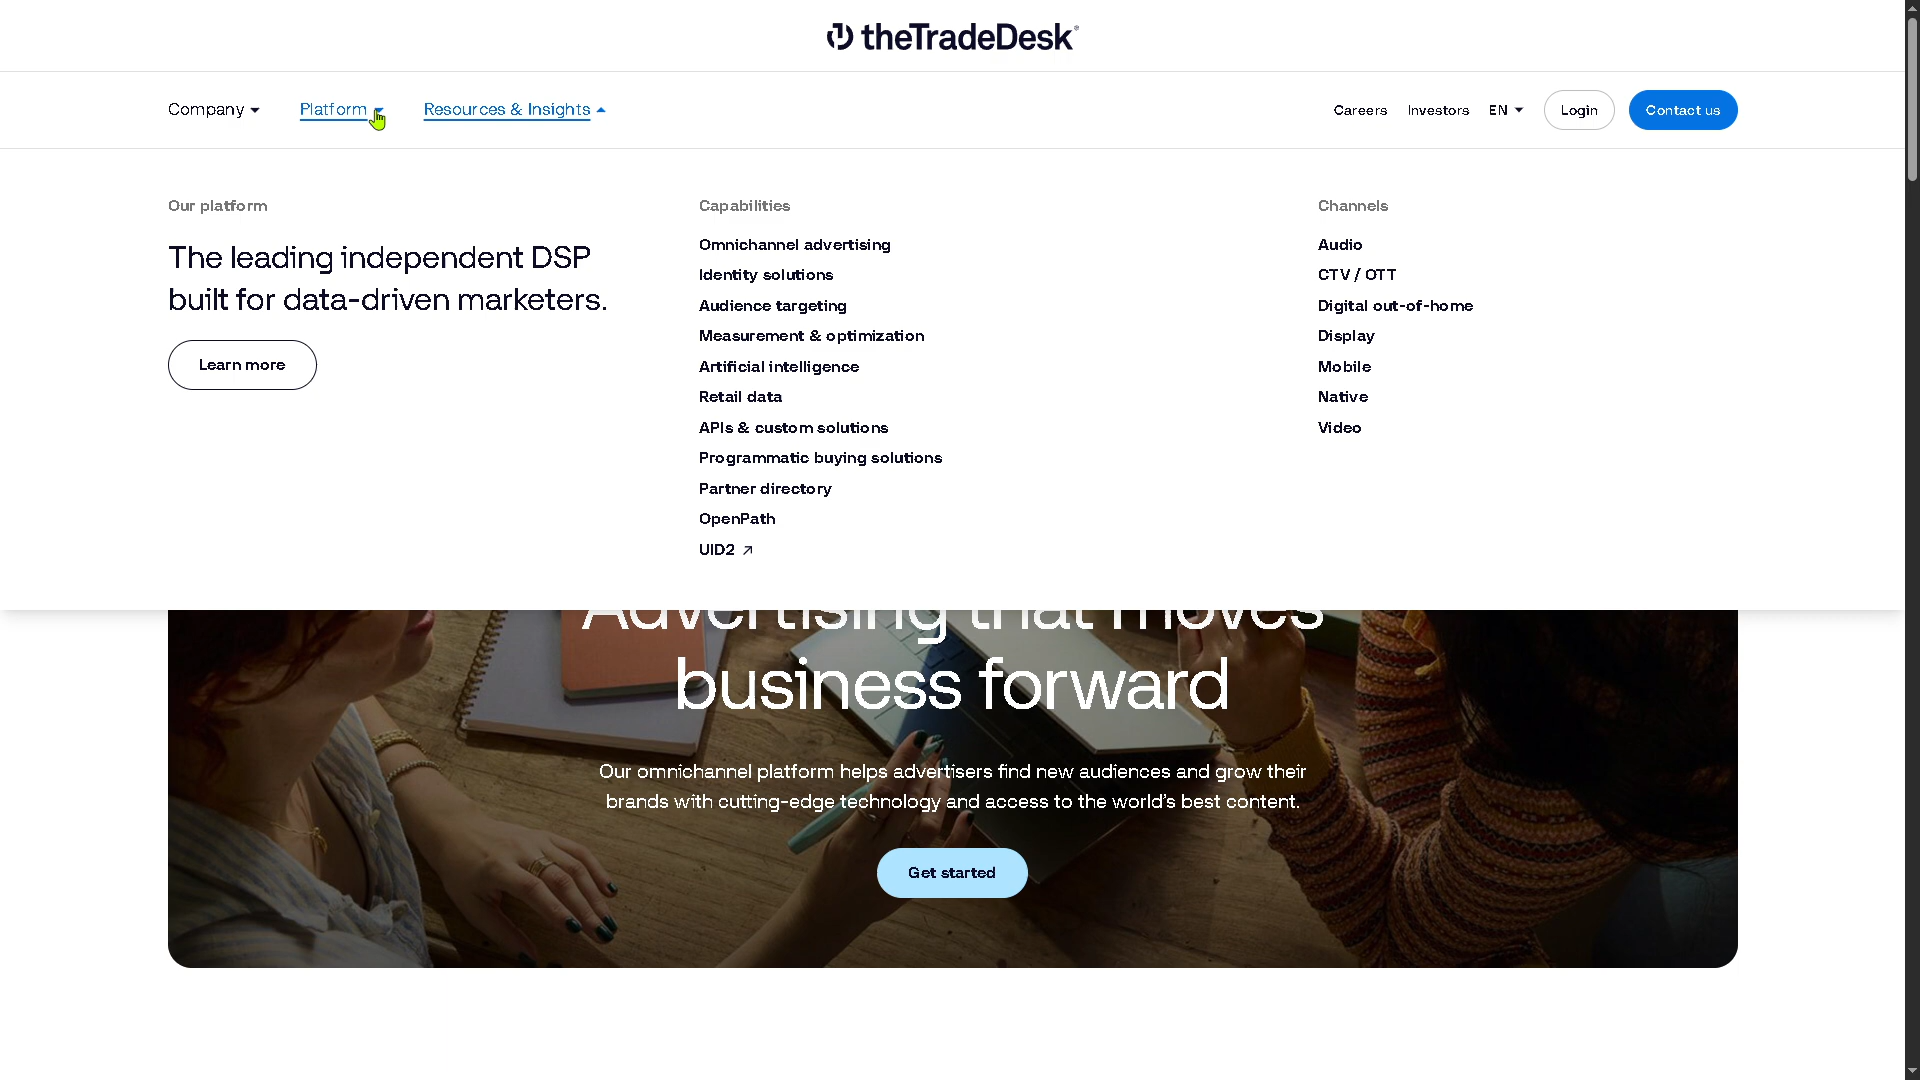 theTradeDesk
Company
Platform
Resources & Insights
Careers
Investors
EN
Login
Contact us
Our platform
The leading independent DSP
built for data-driven marketers.
Learn more
Capabilities
Omnichannel advertising
Identity solutions
Audience targeting
Measurement & optimization
Artificial intelligence
Retail data
APIs & custom solutions
Programmatic buying solutions
Partner directory
OpenPath
UID2
Channels
Audio
CTV / OTT
Digital out-of-home
Display
Mobile
Native
Video
Advertising that moves
business forward
Our omnichannel platform helps advertisers find new audiences and grow their
brands with cutting-edge technology and access to the world’s best content.
Get started